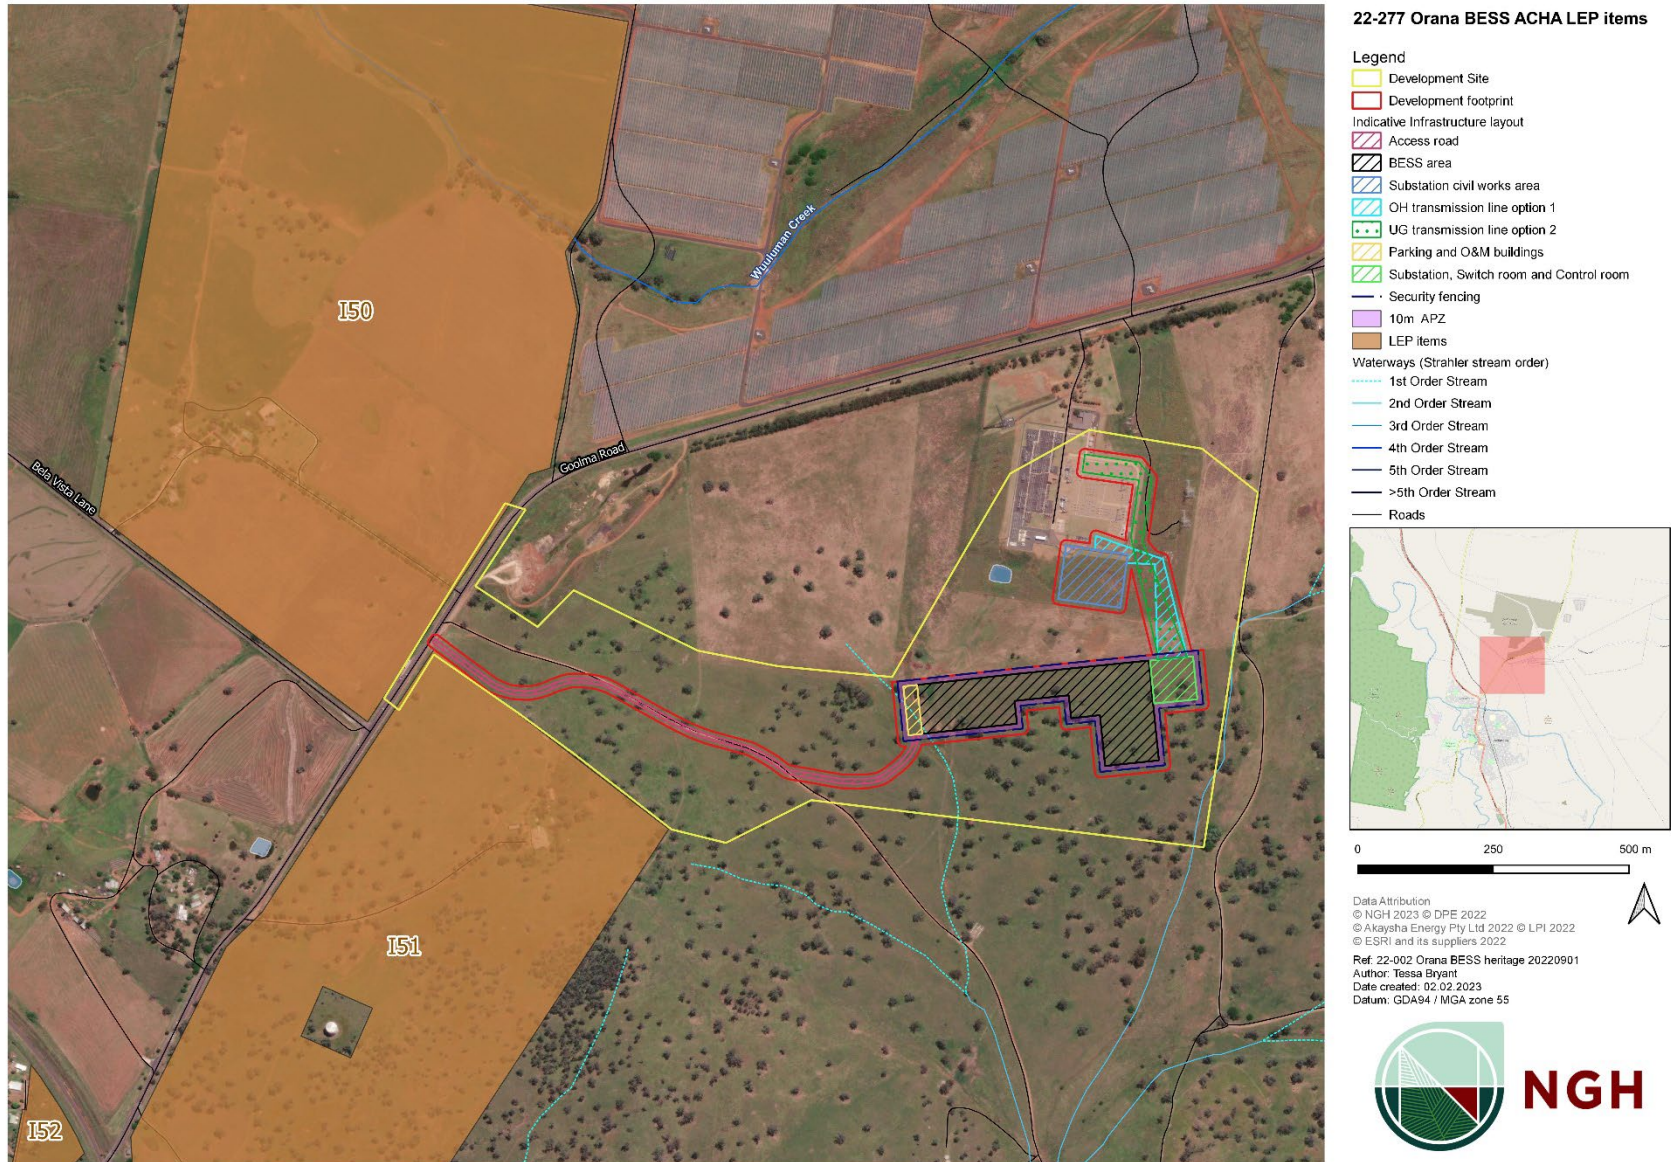 22-277 Orana BESS ACHA LEP items
Legend
Development Site
Development footprint
Indicative Infrastructure layout
Access road
BESS area
Substation civil works area
OH transmission line option 1
UG transmission line option 2
Parking and O&M buildings
Substation, Switch room and Control room
Security fencing
10m APZ
LEP items
Waterways (Strahler stream order)
1st Order Stream
2nd Order Stream
3rd Order Stream
4th Order Stream
5th Order Stream
>5th Order Stream
Roads
I50
Wuuluman Creek
Goolma Road
Bela Vista Lane
I51
I52
0 250 500 m
Data Attribution
© NGH 2023 © DPE 2022
© Akaysha Energy Pty Ltd 2022 © LPI 2022
© ESRI and its suppliers 2022
Ref: 22-002 Orana BESS heritage 20220901
Author: Tessa Bryant
Date created: 02.02.2023
Datum: GDA94 / MGA zone 55
NGH